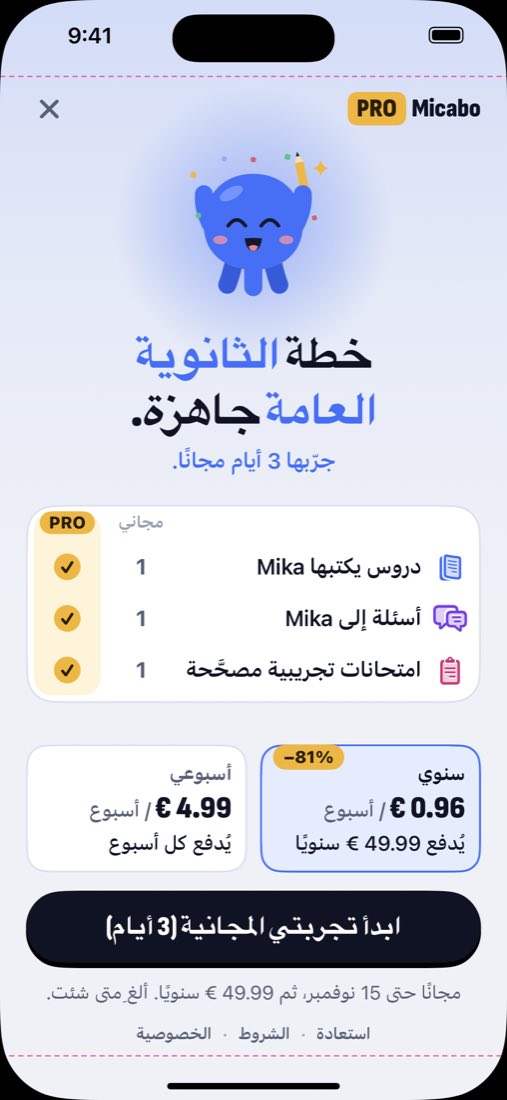 9:41
Micabo PRO
خطة الثانوية
العامة جاهزة.
جرّبها 3 أيام مجانًا.
مجاني PRO
دروس يكتبها Mika 1
أسئلة إلى Mika 1
امتحانات تجريبية مصحَّحة 1
−81%
سنوي
0.96 € / أسبوع
يُدفع 49.99 € سنويًا
أسبوعي
4.99 € / أسبوع
يُدفع كل أسبوع
ابدأ تجربتي المجانية (3 أيام)
مجانًا حتى 15 نوفمبر، ثم 49.99 € سنويًا. ألغِ متى شئت.
استعادة · الشروط · الخصوصية